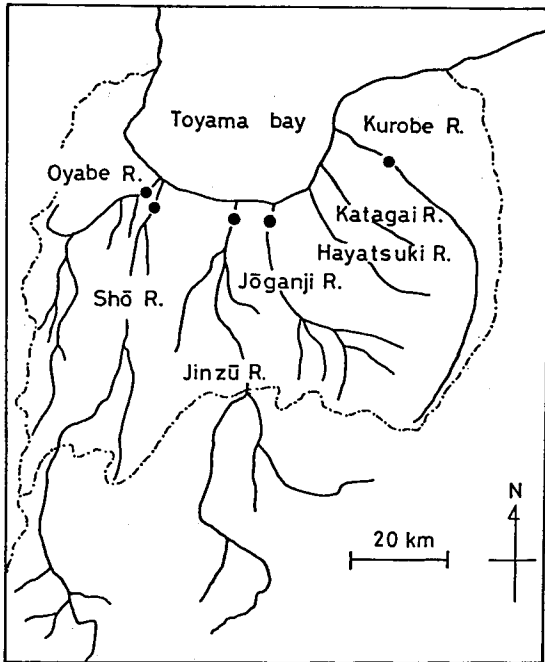 Toyama bay
Kurobe R.
Oyabe R.
Katagai R.
Hayatsuki R.
Shō R.
Jōganji R.
Jinzū R.
N
20 km